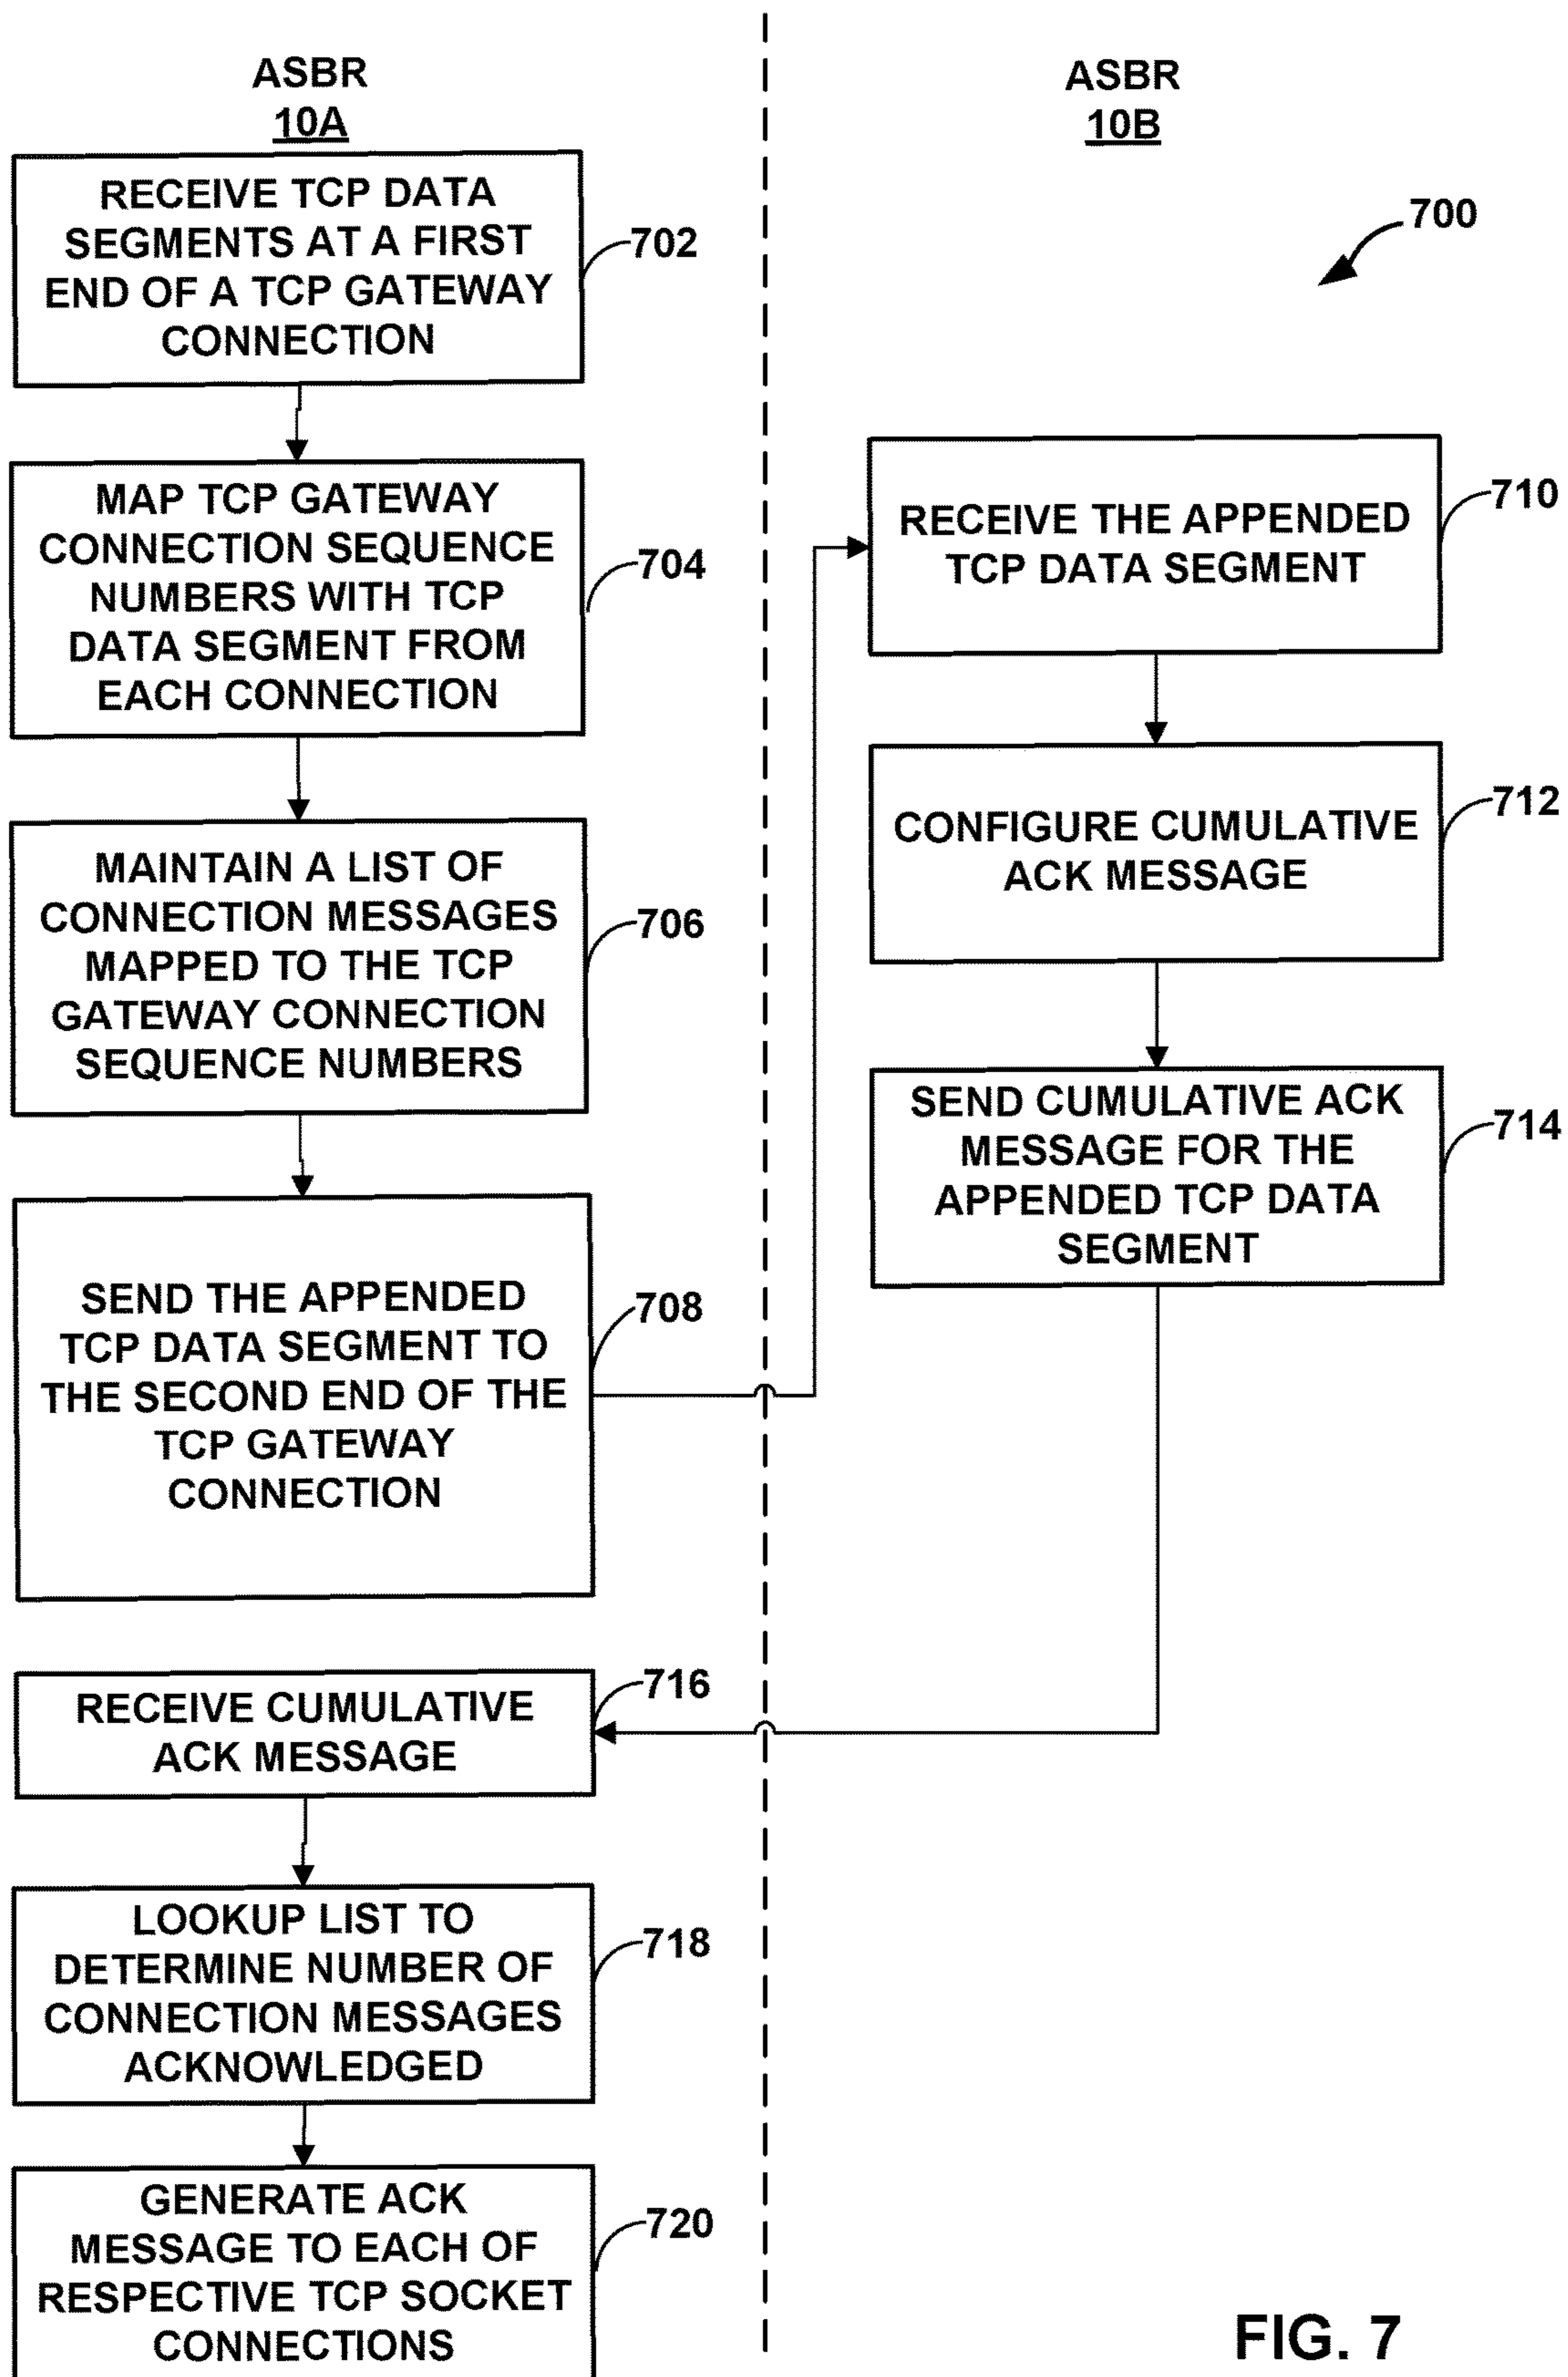 ASBR
10A
RECEIVE TCP DATA
SEGMENTS AT A FIRST
END OF A TCP GATEWAY
CONNECTION
702
MAP TCP GATEWAY
CONNECTION SEQUENCE
NUMBERS WITH TCP
DATA SEGMENT FROM
EACH CONNECTION
704
MAINTAIN A LIST OF
CONNECTION MESSAGES
MAPPED TO THE TCP
GATEWAY CONNECTION
SEQUENCE NUMBERS
706
SEND THE APPENDED
TCP DATA SEGMENT TO
THE SECOND END OF THE
TCP GATEWAY
CONNECTION
708
ASBR
10B
700
RECEIVE THE APPENDED
TCP DATA SEGMENT
710
CONFIGURE CUMULATIVE
ACK MESSAGE
712
SEND CUMULATIVE ACK
MESSAGE FOR THE
APPENDED TCP DATA
SEGMENT
714
RECEIVE CUMULATIVE
ACK MESSAGE
716
LOOKUP LIST TO
DETERMINE NUMBER OF
CONNECTION MESSAGES
ACKNOWLEDGED
718
GENERATE ACK
MESSAGE TO EACH OF
RESPECTIVE TCP SOCKET
CONNECTIONS
720
FIG. 7